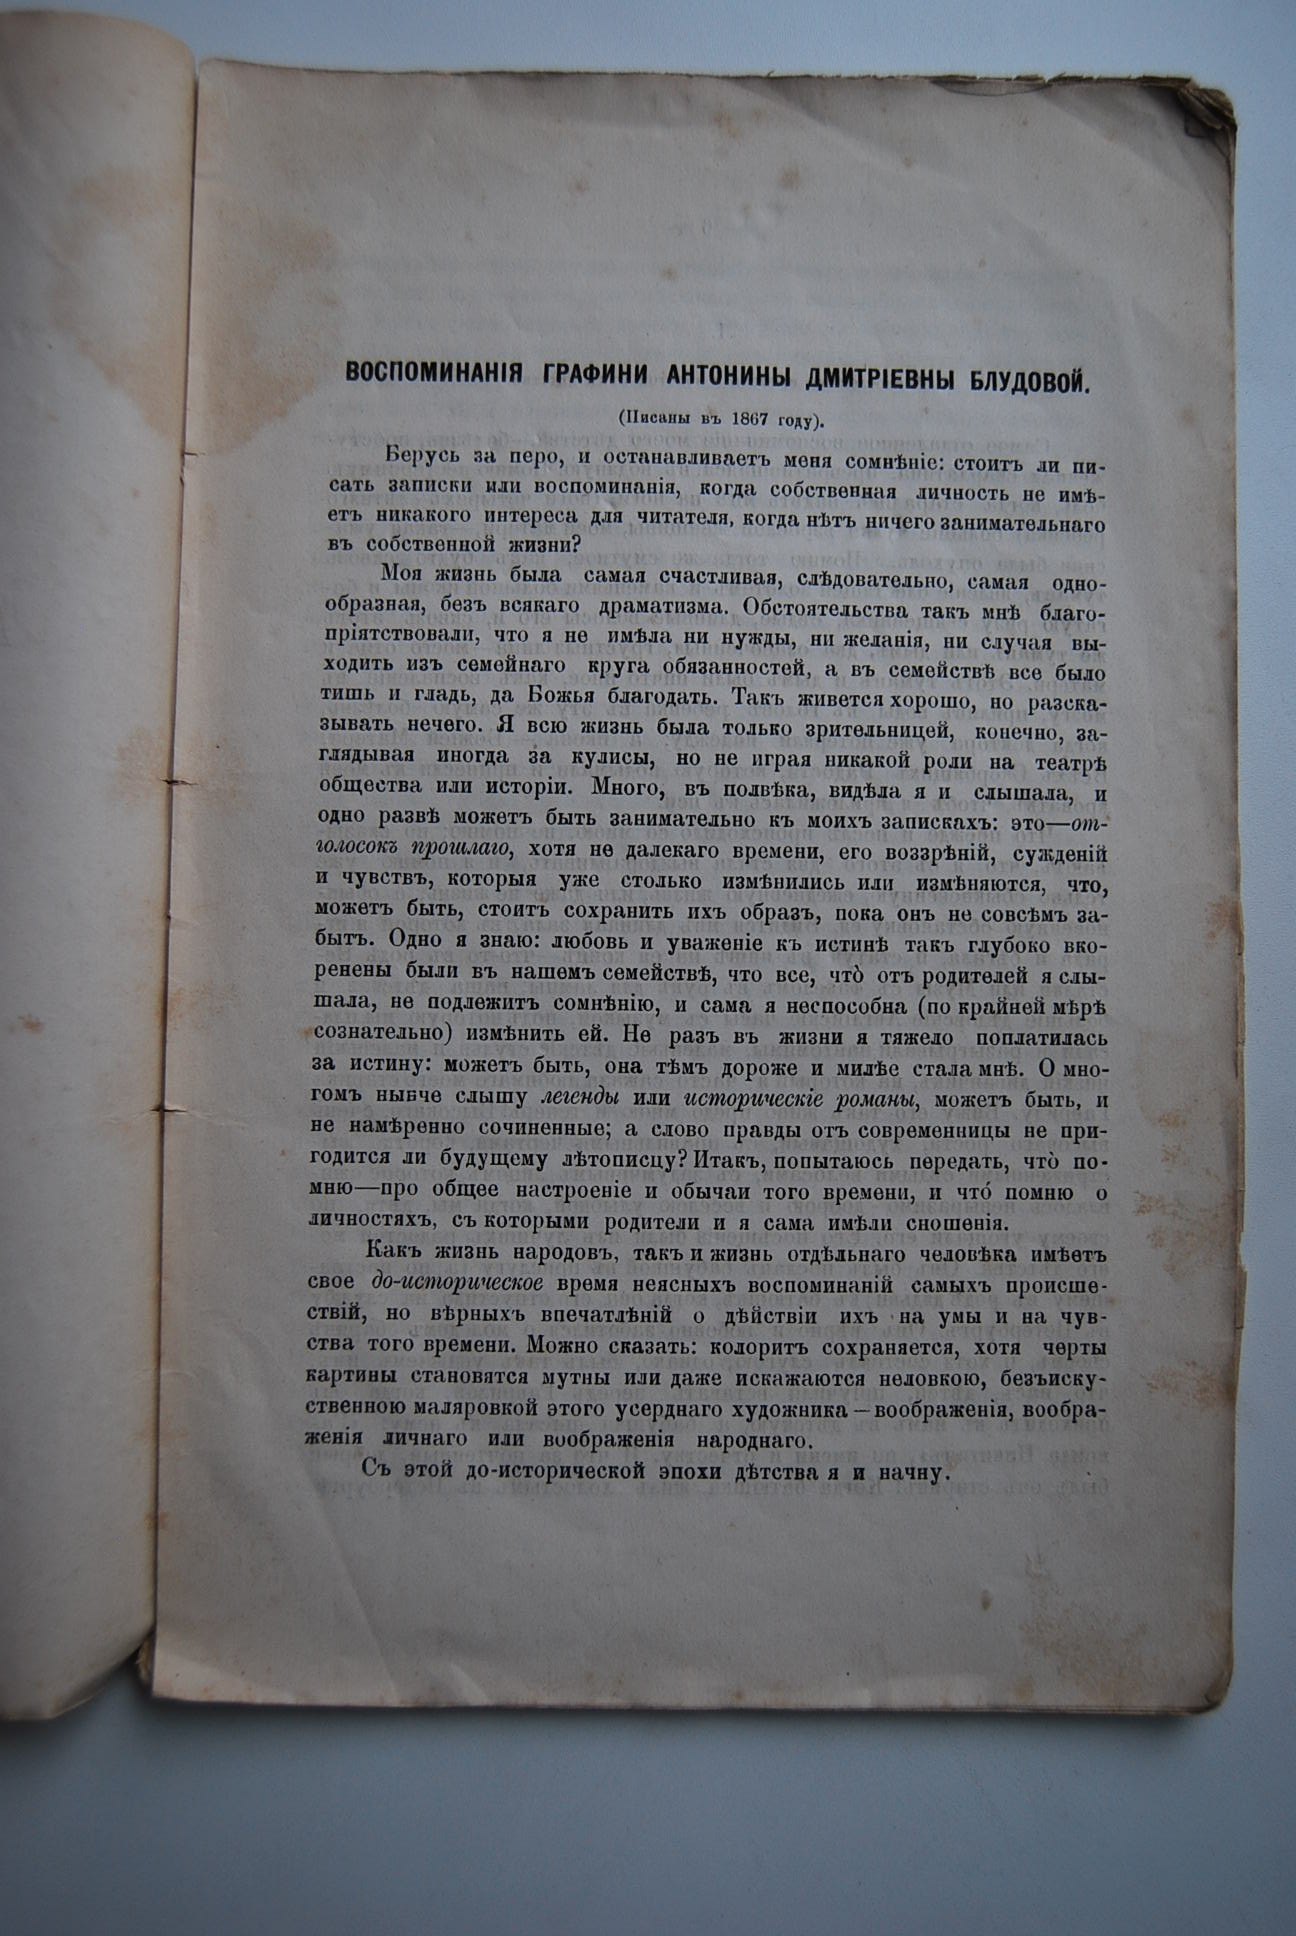 ВОСПОМИНАНІЯ ГРАФИНИ АНТОНИНЫ ДМИТРІЕВНЫ БЛУДОВОЙ.
(Писаны въ 1867 году).
Берусь за перо, и останавливаетъ меня сомнѣніе: стоитъ ли пи-
сать записки или воспоминанія, когда собственная личность не имѣ-
етъ никакого интереса для читателя, когда нѣтъ ничего занимательнаго
въ собственной жизни?
Моя жизнь была самая счастливая, слѣдовательно, самая одно-
образная, безъ всякаго драматизма. Обстоятельства такъ мнѣ благо-
пріятствовали, что я не имѣла ни нужды, ни желанія, ни случая вы-
ходить изъ семейнаго круга обязанностей, а въ семействѣ все было
тишь и гладь, да Божья благодать. Такъ живется хорошо, но разска-
зывать нечего. Я всю жизнь была только зрительницей, конечно, за-
глядывая иногда за кулисы, но не играя никакой роли на театрѣ
общества или исторіи. Много, въ полвѣка, видѣла я и слышала, и
одно развѣ можетъ быть занимательно къ моихъ запискахъ: это—от-
голосокъ прошлаго, хотя не далекаго времени, его воззрѣній, сужденій
и чувствъ, которыя уже столько измѣнились или измѣняются, что,
можетъ быть, стоитъ сохранить ихъ образъ, пока онъ не совсѣмъ за-
бытъ. Одно я знаю: любовь и уваженіе къ истинѣ такъ глубоко вко-
ренены были въ нашемъ семействѣ, что все, что̀ отъ родителей я слы-
шала, не подлежитъ сомнѣнію, и сама я неспособна (по крайней мѣрѣ
сознательно) измѣнить ей. Не разъ въ жизни я тяжело поплатилась
за истину: можетъ быть, она тѣмъ дороже и милѣе стала мнѣ. О мно-
гомъ нынче слышу легенды или историческіе романы, можетъ быть, и
не намѣренно сочиненные; а слово правды отъ современницы не при-
годится ли будущему лѣтописцу? Итакъ, попытаюсь передать, что̀ по-
мню—про общее настроеніе и обычаи того времени, и что́ помню о
личностяхъ, съ которыми родители и я сама имѣли сношенія.
Какъ жизнь народовъ, такъ и жизнь отдѣльнаго человѣка имѣетъ
свое до-историческое время неясныхъ воспоминаній самыхъ происше-
ствій, но вѣрныхъ впечатлѣній о дѣйствіи ихъ на умы и на чув-
ства того времени. Можно сказать: колоритъ сохраняется, хотя черты
картины становятся мутны или даже искажаются неловкою, безъиску-
ственною маляровкой этого усерднаго художника—воображенія, вообра-
женія личнаго или воображенія народнаго.
Съ этой до-исторической эпохи дѣтства я и начну.